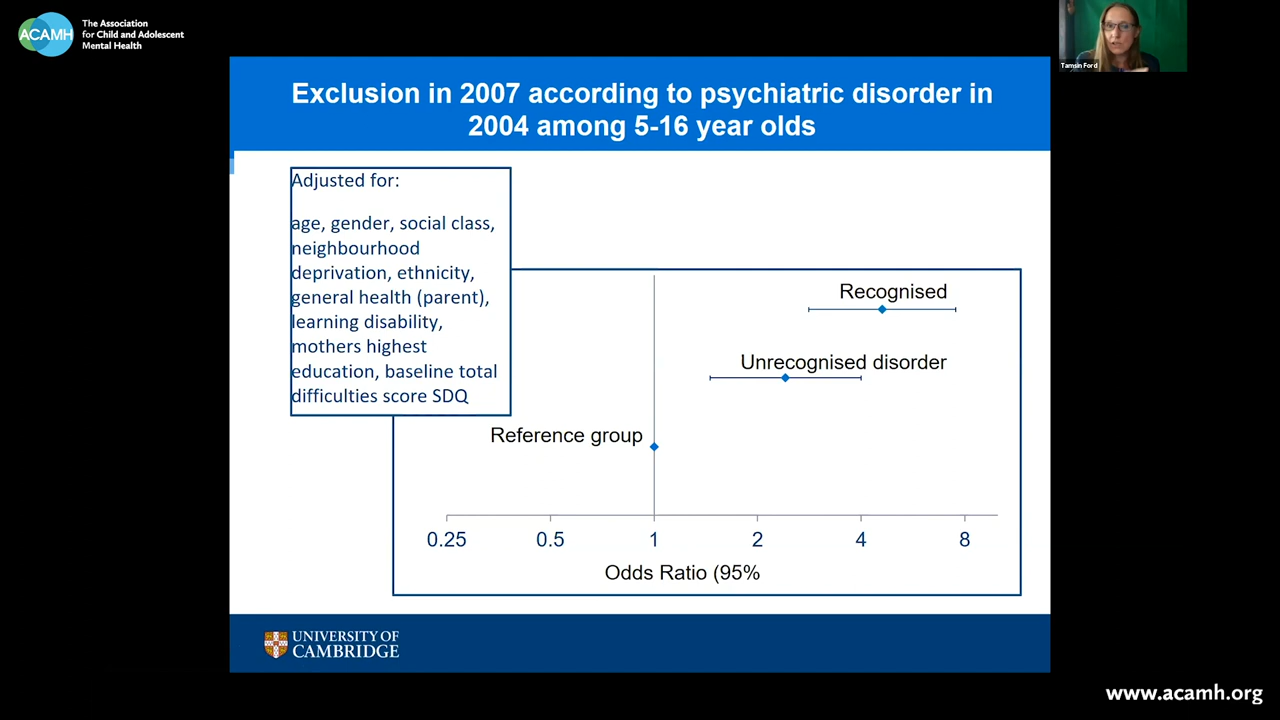 ACAMH
The Association
for Child and Adolescent
Mental Health
Tamsin Ford
Exclusion in 2007 according to psychiatric disorder in
2004 among 5-16 year olds
Adjusted for:
age, gender, social class,
neighbourhood
deprivation, ethnicity,
general health (parent),
learning disability,
mothers highest
education, baseline total
difficulties score SDQ
Recognised
Unrecognised disorder
Reference group
0.25 0.5 1 2 4 8
Odds Ratio (95%
UNIVERSITY OF
CAMBRIDGE
www.acamh.org